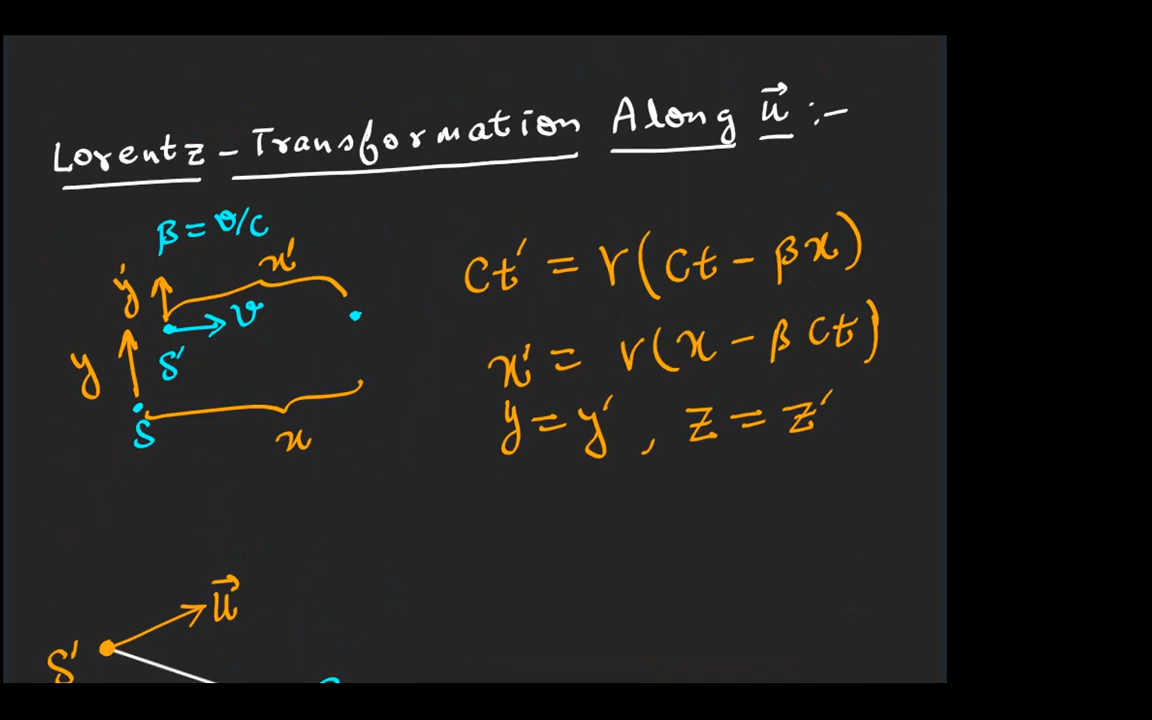 Lorentz - Transformation Along u⃗ :-
β = v/c
x'
y'
v
y
S'
S
x
ct' = γ(ct - βx)
x' = γ(x - βct)
y = y' , z = z'
u⃗
S'